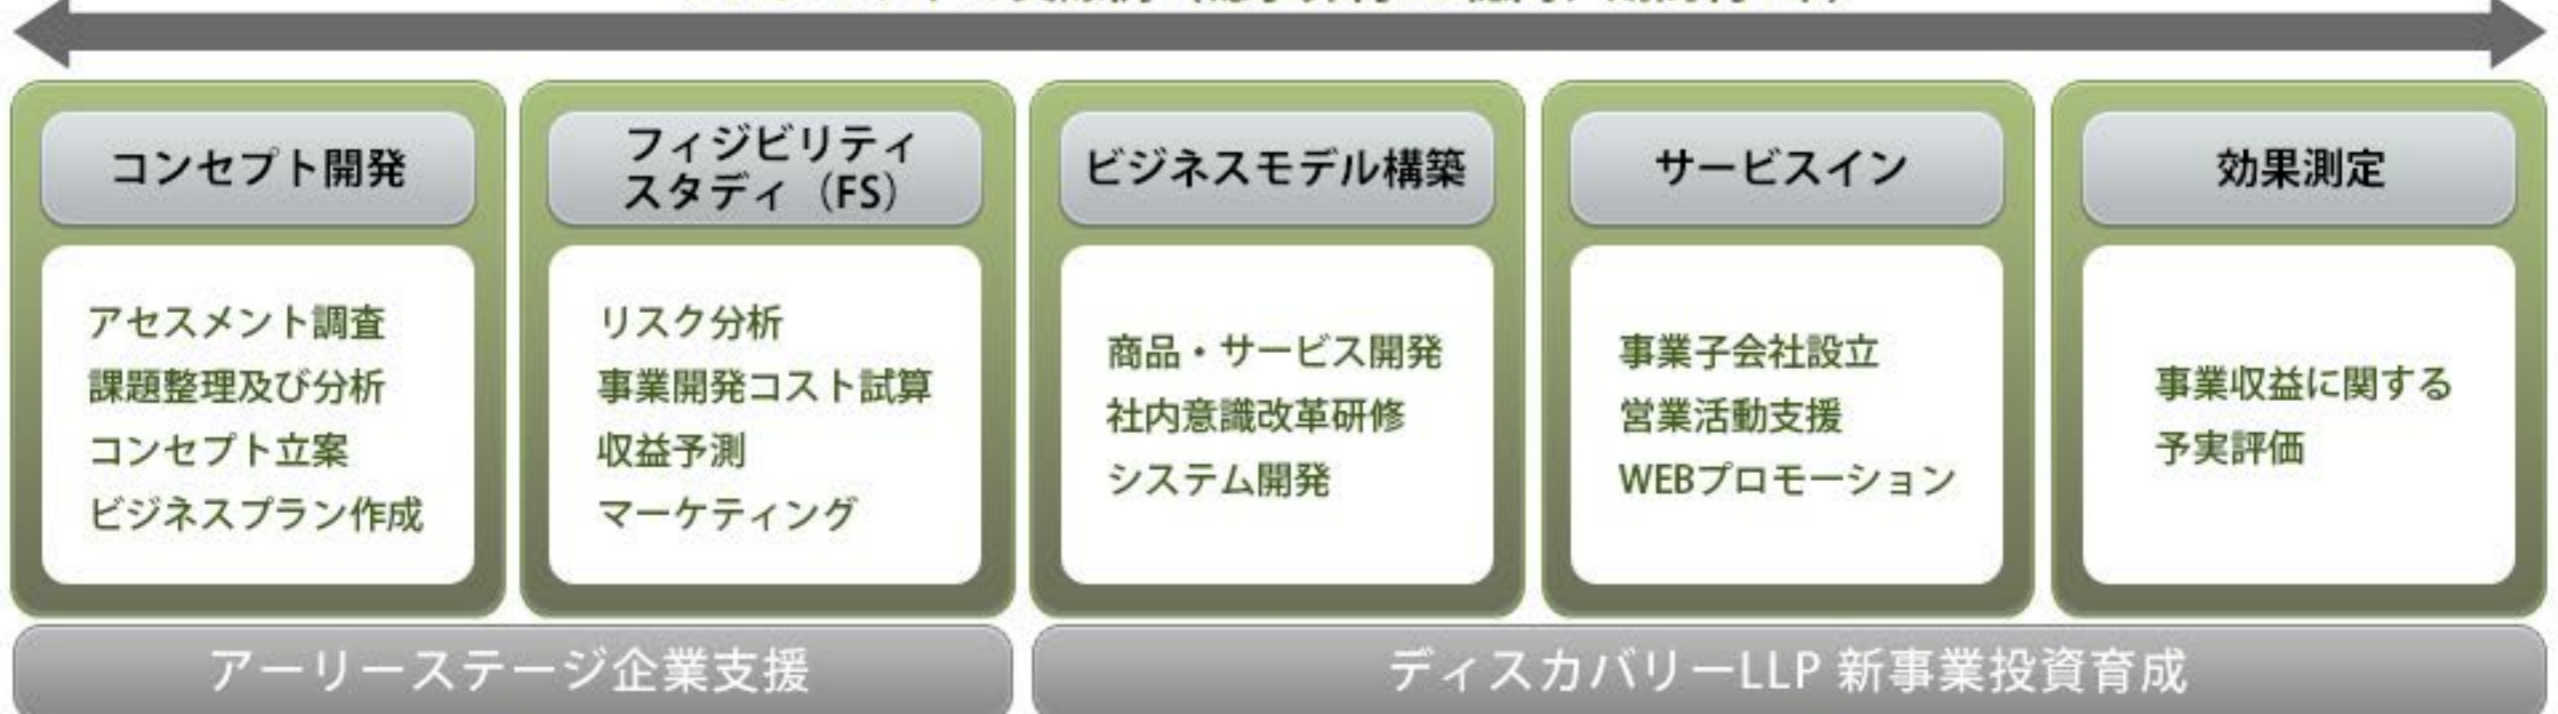 コンセプト開発
アセスメント調査
課題整理及び分析
コンセプト立案
ビジネスプラン作成
フィジビリティ
スタディ（FS）
リスク分析
事業開発コスト試算
収益予測
マーケティング
ビジネスモデル構築
商品・サービス開発
社内意識改革研修
システム開発
サービスイン
事業子会社設立
営業活動支援
WEBプロモーション
効果測定
事業収益に関する
予実評価
アーリーステージ企業支援
ディスカバリーLLP 新事業投資育成